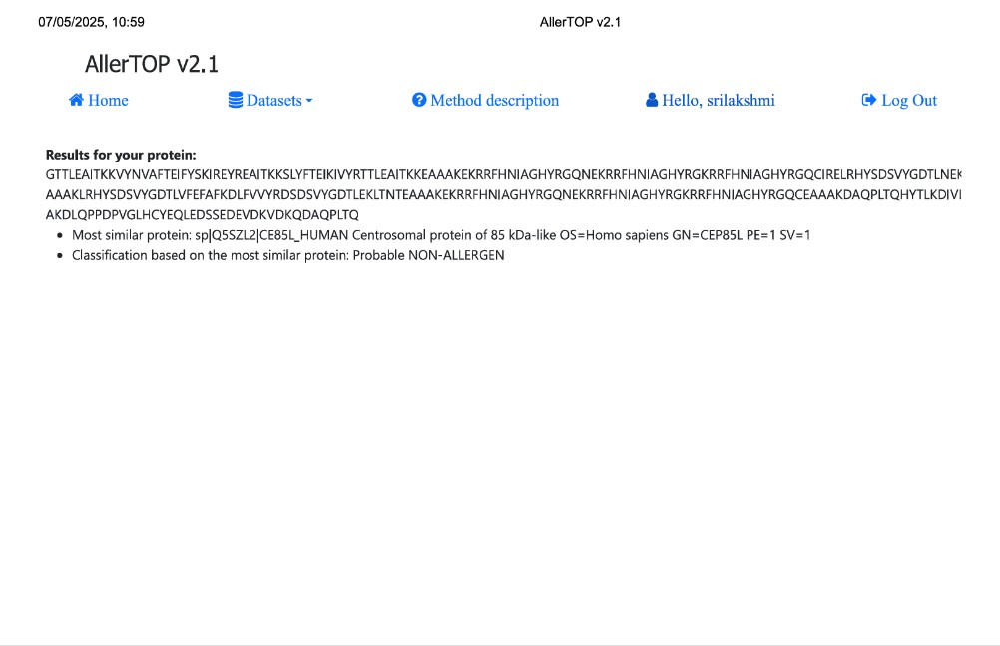 07/05/2025, 10:59 AllerTOP v2.1
AllerTOP v2.1
Home Datasets Method description Hello, srilakshmi Log Out
Results for your protein:
GTTLEAITKKVYNVAFTEIFYSKIREYREAITKKSLYFTEIKIVYRTTLEAITKKEAAAKEKRRFHNIAGHYRGQNEKRRFHNIAGHYRGKRRFHNIAGHYRGQCIRELRHYSDSVYGDTLNEK
AAAKLRHYSDSVYGDTLVFEFAFKDLFVVYRDSDSVYGDTLEKLTNTEAAAKEKRRFHNIAGHYRGQNEKRRFHNIAGHYRGKRRFHNIAGHYRGQCEAAAKDAQPLTQHYTLKDIVI
AKDLQPPDPVGLHCYEQLEDSSEDEVDKVDKQDAQPLTQ
• Most similar protein: sp|Q5SZL2|CE85L_HUMAN Centrosomal protein of 85 kDa-like OS=Homo sapiens GN=CEP85L PE=1 SV=1
• Classification based on the most similar protein: Probable NON-ALLERGEN